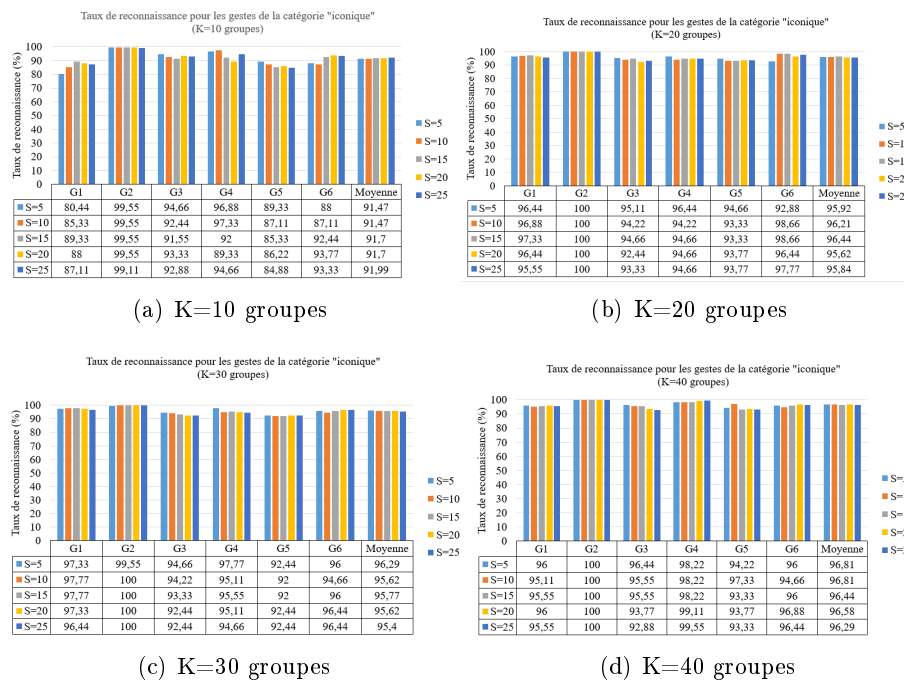 Taux de reconnaissance pour les gestes de la catégorie "iconique"
(K=10 groupes)
Taux de reconnaissance (%)
100
90
80
70
60
50
40
30
20
10
0
S=5
S=10
S=15
S=20
S=25
G1 G2 G3 G4 G5 G6 Moyenne
S=5 80,44 99,55 94,66 96,88 89,33 88 91,47
S=10 85,33 99,55 92,44 97,33 87,11 87,11 91,47
S=15 89,33 99,55 91,55 92 85,33 92,44 91,7
S=20 88 99,55 93,33 89,33 86,22 93,77 91,7
S=25 87,11 99,11 92,88 94,66 84,88 93,33 91,99
(a) K=10 groupes
Taux de reconnaissance pour les gestes de la catégorie "iconique"
(K=20 groupes)
Taux de reconnaissance (%)
100
90
80
70
60
50
40
30
20
10
0
S=5
S=1
S=1
S=2
S=2
G1 G2 G3 G4 G5 G6 Moyenne
S=5 96,44 100 95,11 96,44 94,66 92,88 95,92
S=10 96,88 100 94,22 94,22 93,33 98,66 96,21
S=15 97,33 100 94,66 94,66 93,33 98,66 96,44
S=20 96,44 100 92,44 94,66 93,77 96,44 95,62
S=25 95,55 100 93,33 94,66 93,77 97,77 95,84
(b) K=20 groupes
Taux de reconnaissance pour les gestes de la catégorie "iconique"
(K=30 groupes)
Taux de reconnaissance (%)
100
90
80
70
60
50
40
30
20
10
0
S=5
S=10
S=15
S=20
S=25
G1 G2 G3 G4 G5 G6 Moyenne
S=5 97,33 99,55 94,66 97,77 92,44 96 96,29
S=10 97,77 100 94,22 95,11 92 94,66 95,62
S=15 97,77 100 93,33 95,55 92 96 95,77
S=20 97,33 100 92,44 95,11 92,44 96,44 95,62
S=25 96,44 100 92,44 94,66 92,44 96,44 95,4
(c) K=30 groupes
Taux de reconnaissance pour les gestes de la catégorie "iconique"
(K=40 groupes)
Taux de reconnaissance (%)
100
90
80
70
60
50
40
30
20
10
0
S=
S=
S=
S=
S=
G1 G2 G3 G4 G5 G6 Moyenne
S=5 96 100 96,44 98,22 94,22 96 96,81
S=10 95,11 100 95,55 98,22 97,33 94,66 96,81
S=15 95,55 100 95,55 98,22 93,33 96 96,44
S=20 96 100 93,77 99,11 93,77 96,88 96,58
S=25 95,55 100 92,88 99,55 93,33 96,44 96,29
(d) K=40 groupes